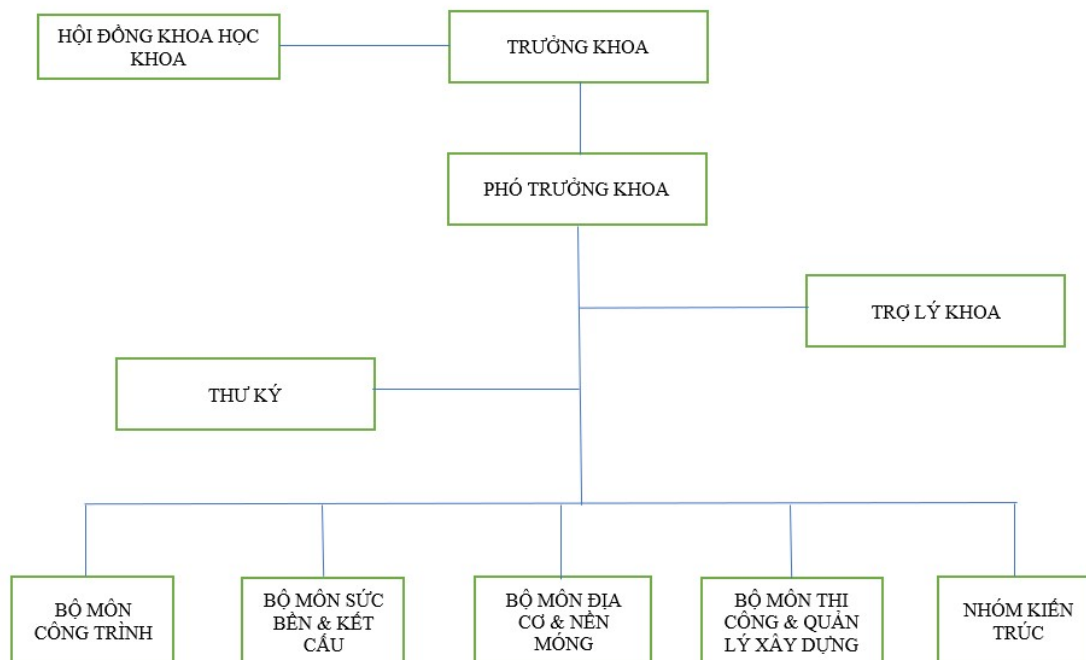 HỘI ĐỒNG KHOA HỌC
KHOA
TRƯỞNG KHOA
PHÓ TRƯỞNG KHOA
TRỢ LÝ KHOA
THƯ KÝ
BỘ MÔN
CÔNG TRÌNH
BỘ MÔN SỨC
BỀN & KẾT
CẤU
BỘ MÔN ĐỊA
CƠ & NỀN
MÓNG
BỘ MÔN THI
CÔNG & QUẢN
LÝ XÂY DỰNG
NHÓM KIẾN
TRÚC